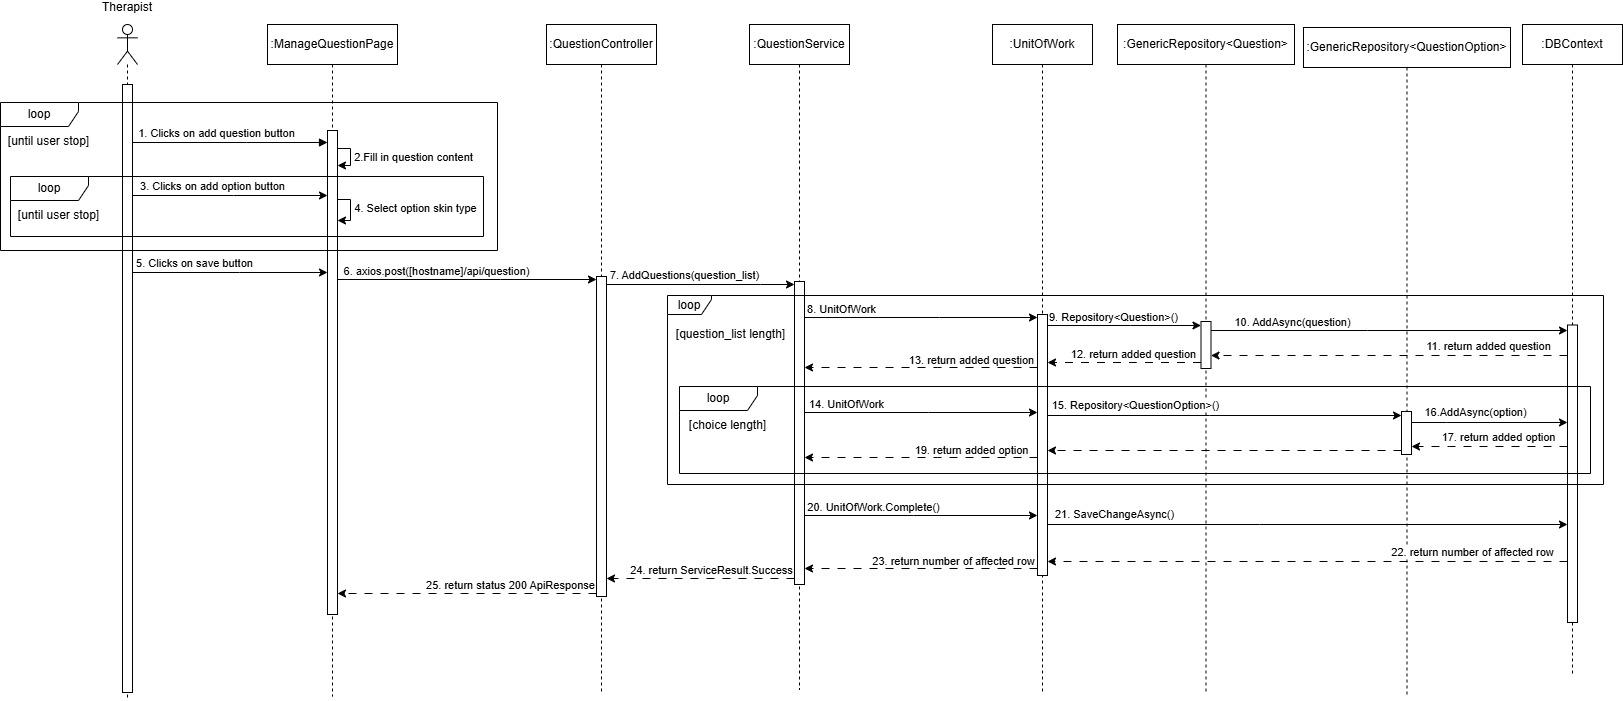 Therapist
:ManageQuestionPage
:QuestionController
:QuestionService
:UnitOfWork
:GenericRepository<Question>
:GenericRepository<QuestionOption>
:DBContext
loop
[until user stop]
1. Clicks on add question button
2.Fill in question content
loop
[until user stop]
3. Clicks on add option button
4. Select option skin type
5. Clicks on save button
6. axios.post([hostname]/api/question)
7. AddQuestions(question_list)
loop
[question_list length]
8. UnitOfWork
9. Repository<Question>()
10. AddAsync(question)
11. return added question
12. return added question
13. return added question
loop
[choice length]
14. UnitOfWork
15. Repository<QuestionOption>()
16.AddAsync(option)
17. return added option
19. return added option
20. UnitOfWork.Complete()
21. SaveChangeAsync()
22. return number of affected row
23. return number of affected row
24. return ServiceResult.Success
25. return status 200 ApiResponse